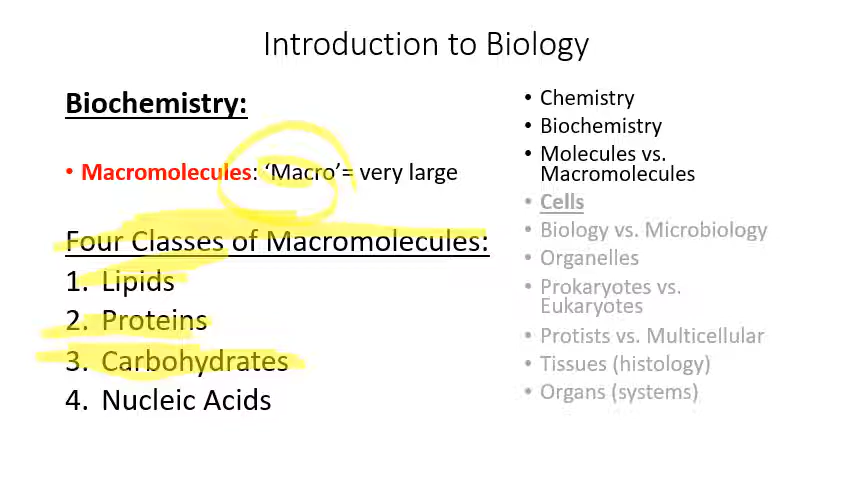 Introduction to Biology
Biochemistry:
• Macromolecules: ‘Macro’= very large
Four Classes of Macromolecules:
1. Lipids
2. Proteins
3. Carbohydrates
4. Nucleic Acids
• Chemistry
• Biochemistry
• Molecules vs.
Macromolecules
• Cells
• Biology vs. Microbiology
• Organelles
• Prokaryotes vs.
Eukaryotes
• Protists vs. Multicellular
• Tissues (histology)
• Organs (systems)